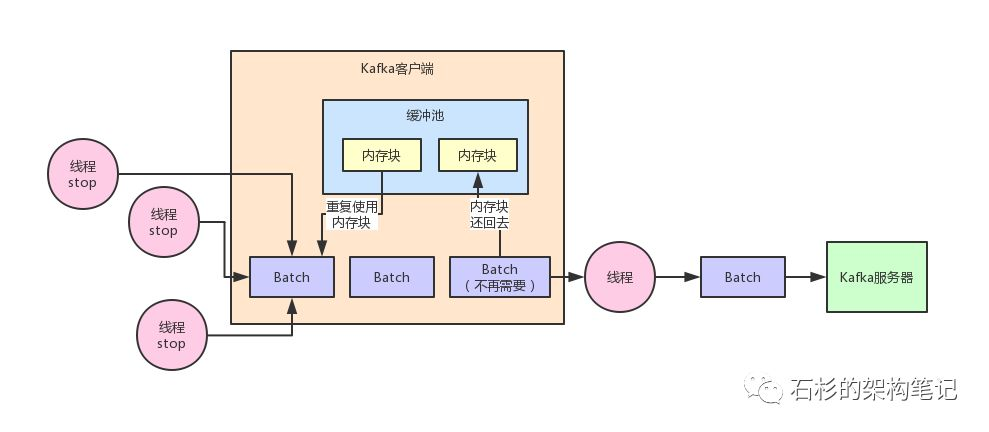 Kafka客户端
缓冲池
内存块
内存块
线程
stop
线程
stop
线程
stop
重复使用
内存块
内存块
还回去
Batch
Batch
Batch
（不再需要）
线程
Batch
Kafka服务器
石杉的架构笔记